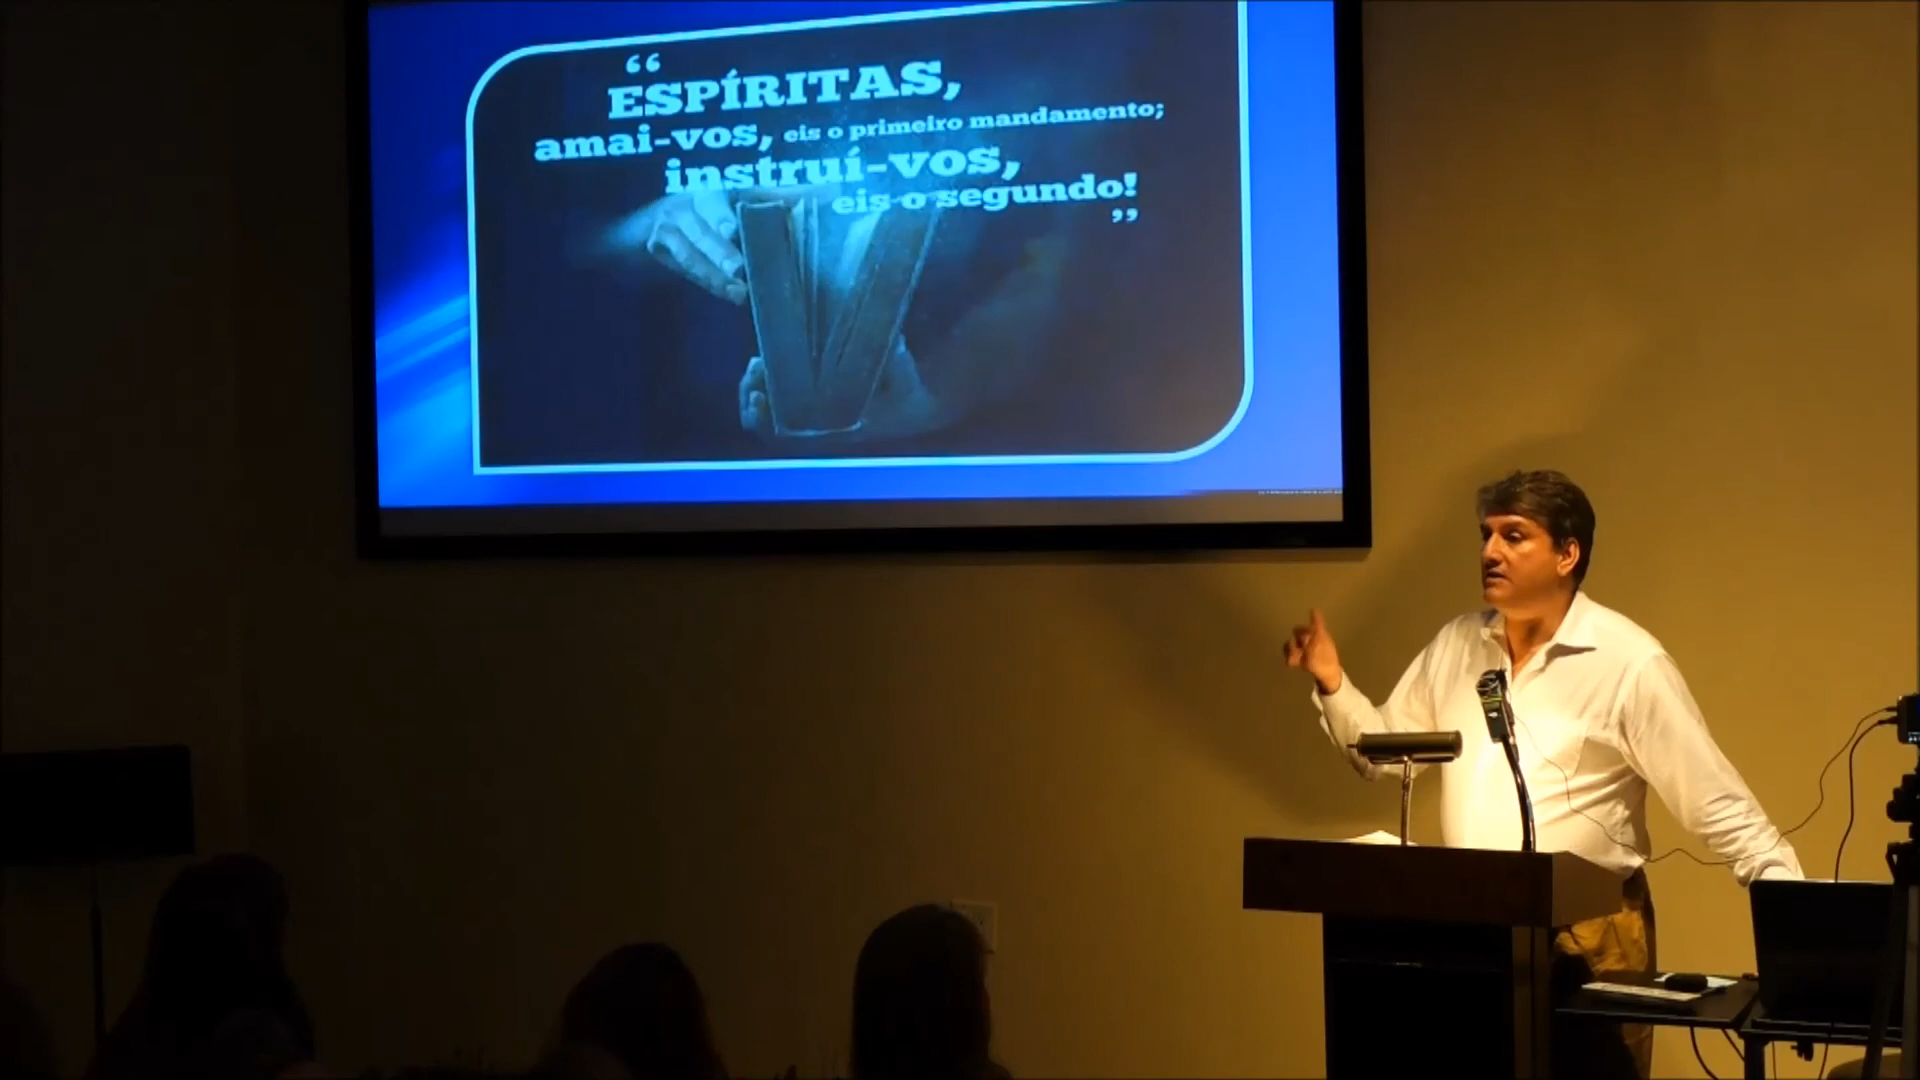 “
ESPÍRITAS,
amai-vos, eis o primeiro mandamento;
instruí-vos,
eis o segundo!
”